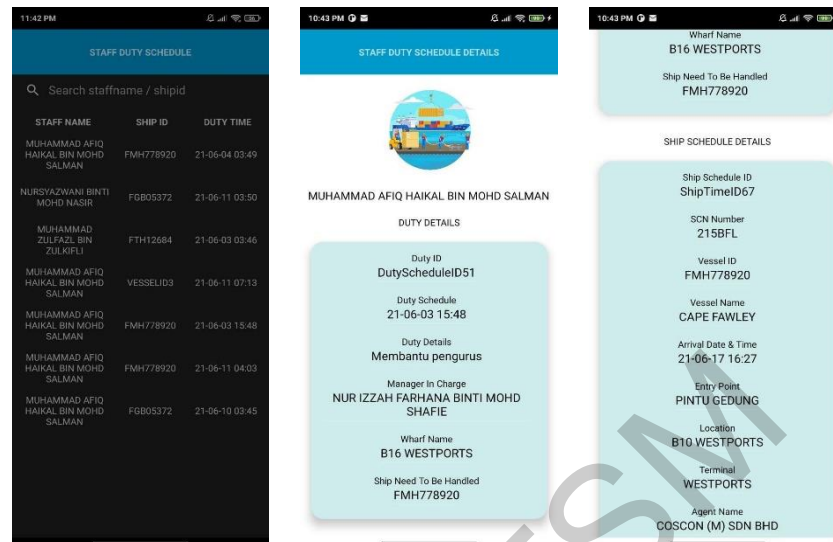 11:42 PM
STAFF DUTY SCHEDULE
Search staffname / shipid
STAFF NAME SHIP ID DUTY TIME
MUHAMMAD AFIQ
HAIKAL BIN MOHD FMH778920 21-06-04 03:49
SALMAN
NURSYAZWANI BINTI
MOHD NASIR FGB05372 21-06-11 03:50
MUHAMMAD
ZULFAZL BIN FTH12684 21-06-03 03:46
ZULKIFLI
MUHAMMAD AFIQ
HAIKAL BIN MOHD VESSELID3 21-06-11 07:13
SALMAN
MUHAMMAD AFIQ
HAIKAL BIN MOHD FMH778920 21-06-03 15:48
SALMAN
MUHAMMAD AFIQ
HAIKAL BIN MOHD FMH778920 21-06-11 04:03
SALMAN
MUHAMMAD AFIQ
HAIKAL BIN MOHD FGB05372 21-06-10 03:45
SALMAN
10:43 PM
STAFF DUTY SCHEDULE DETAILS
MUHAMMAD AFIQ HAIKAL BIN MOHD SALMAN
DUTY DETAILS
Duty ID
DutyScheduleID51
Duty Schedule
21-06-03 15:48
Duty Details
Membantu pengurus
Manager In Charge
NUR IZZAH FARHANA BINTI MOHD
SHAFIE
Wharf Name
B16 WESTPORTS
Ship Need To Be Handled
FMH778920
10:43 PM
Wharf Name
B16 WESTPORTS
Ship Need To Be Handled
FMH778920
SHIP SCHEDULE DETAILS
Ship Schedule ID
ShipTimeID67
SCN Number
215BFL
Vessel ID
FMH778920
Vessel Name
CAPE FAWLEY
Arrival Date & Time
21-06-17 16:27
Entry Point
PINTU GEDUNG
Location
B10 WESTPORTS
Terminal
WESTPORTS
Agent Name
COSCON (M) SDN BHD